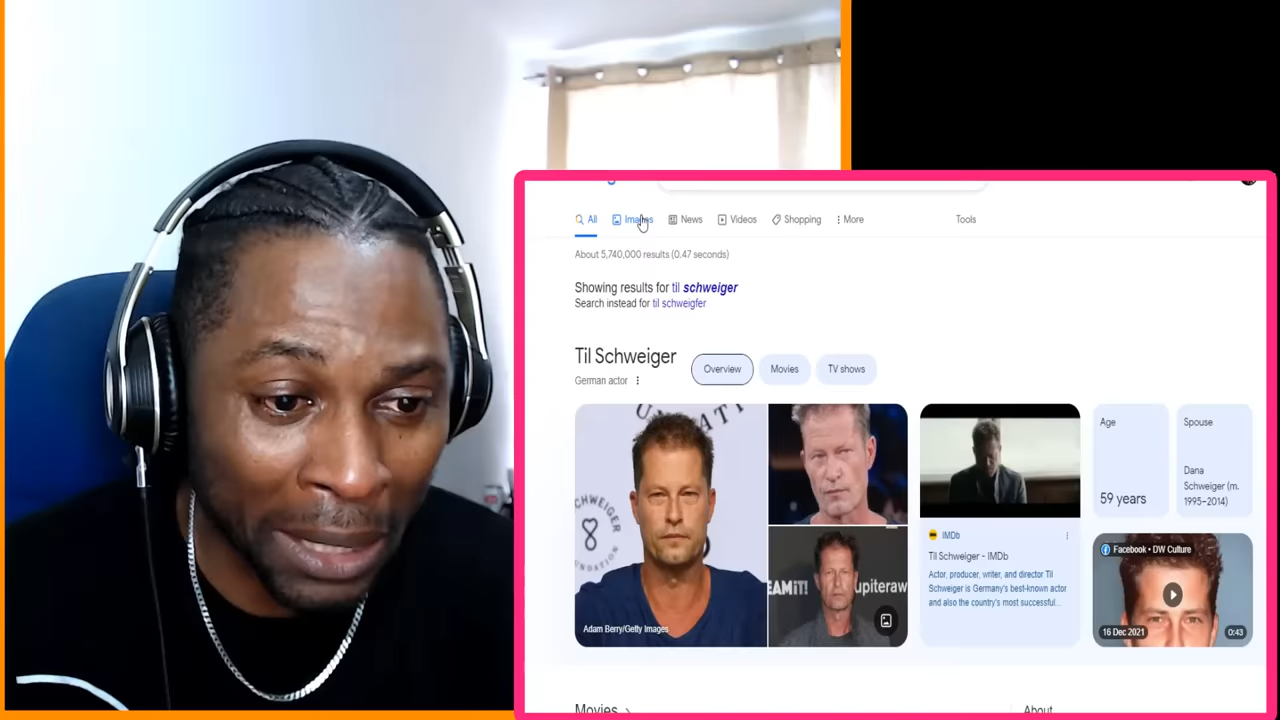 All Images News Videos Shopping More Tools
About 5,740,000 results (0.47 seconds)
Showing results for til schweiger
Search instead for til schweigfer
Til Schweiger
German actor
Overview Movies TV shows
Adam Berry/Getty Images
CHWEIGER
UNDATION
EAMiT!
upiteraw
IMDb
Til Schweiger - IMDb
Actor, producer, writer, and director Til
Schweiger is Germany's best-known actor
and also the country's most successful...
Age
59 years
Spouse
Dana
Schweiger (m.
1995–2014)
Facebook • DW Culture
16 Dec 2021
0:43
Movies
About